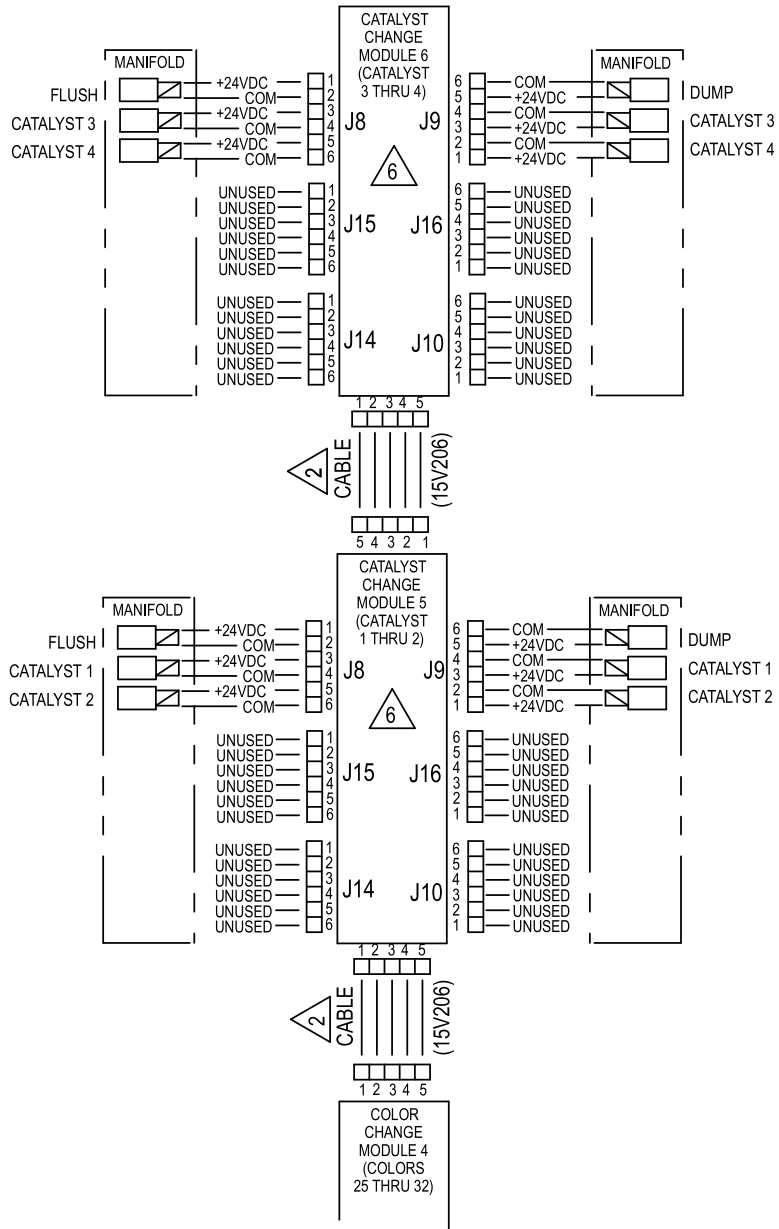 CATALYST
CHANGE
MODULE 6
(CATALYST
3 THRU 4)
MANIFOLD
MANIFOLD
FLUSH +24VDC 1 6 COM DUMP
COM 2 5 +24VDC
CATALYST 3 +24VDC 3 4 COM CATALYST 3
COM 4 J8 J9 3 +24VDC
CATALYST 4 +24VDC 5 2 COM CATALYST 4
COM 6 1 +24VDC
6
UNUSED 1 6 UNUSED
UNUSED 2 5 UNUSED
UNUSED 3 J15 J16 4 UNUSED
UNUSED 4 3 UNUSED
UNUSED 5 2 UNUSED
UNUSED 6 1 UNUSED
UNUSED 1 6 UNUSED
UNUSED 2 5 UNUSED
UNUSED 3 4 UNUSED
UNUSED 4 J14 J10 3 UNUSED
UNUSED 5 2 UNUSED
UNUSED 6 1 UNUSED
1 2 3 4 5
2
CABLE
(15V206)
5 4 3 2 1
CATALYST
CHANGE
MODULE 5
(CATALYST
1 THRU 2)
MANIFOLD
MANIFOLD
FLUSH +24VDC 1 6 COM DUMP
COM 2 5 +24VDC
CATALYST 1 +24VDC 3 4 COM CATALYST 1
COM 4 J8 J9 3 +24VDC
CATALYST 2 +24VDC 5 2 COM CATALYST 2
COM 6 1 +24VDC
6
UNUSED 1 6 UNUSED
UNUSED 2 5 UNUSED
UNUSED 3 J15 J16 4 UNUSED
UNUSED 4 3 UNUSED
UNUSED 5 2 UNUSED
UNUSED 6 1 UNUSED
UNUSED 1 6 UNUSED
UNUSED 2 5 UNUSED
UNUSED 3 4 UNUSED
UNUSED 4 J14 J10 3 UNUSED
UNUSED 5 2 UNUSED
UNUSED 6 1 UNUSED
1 2 3 4 5
2
CABLE
(15V206)
1 2 3 4 5
COLOR
CHANGE
MODULE 4
(COLORS
25 THRU 32)